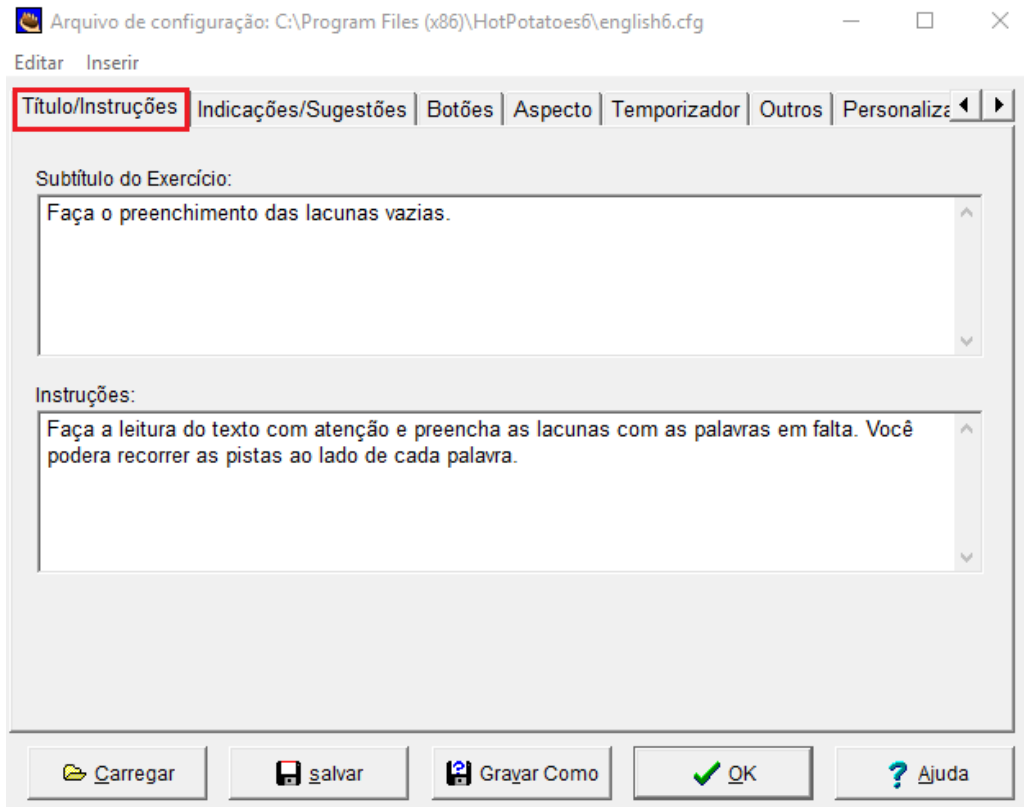 Arquivo de configuração: C:\Program Files (x86)\HotPotatoes6\english6.cfg
Editar Inserir
Título/Instruções Indicações/Sugestões Botões Aspecto Temporizador Outros Personaliza
Subtítulo do Exercício:
Faça o preenchimento das lacunas vazias.
Instruções:
Faça a leitura do texto com atenção e preencha as lacunas com as palavras em falta. Você
podera recorrer as pistas ao lado de cada palavra.
Carregar salvar Gravar Como OK Ajuda